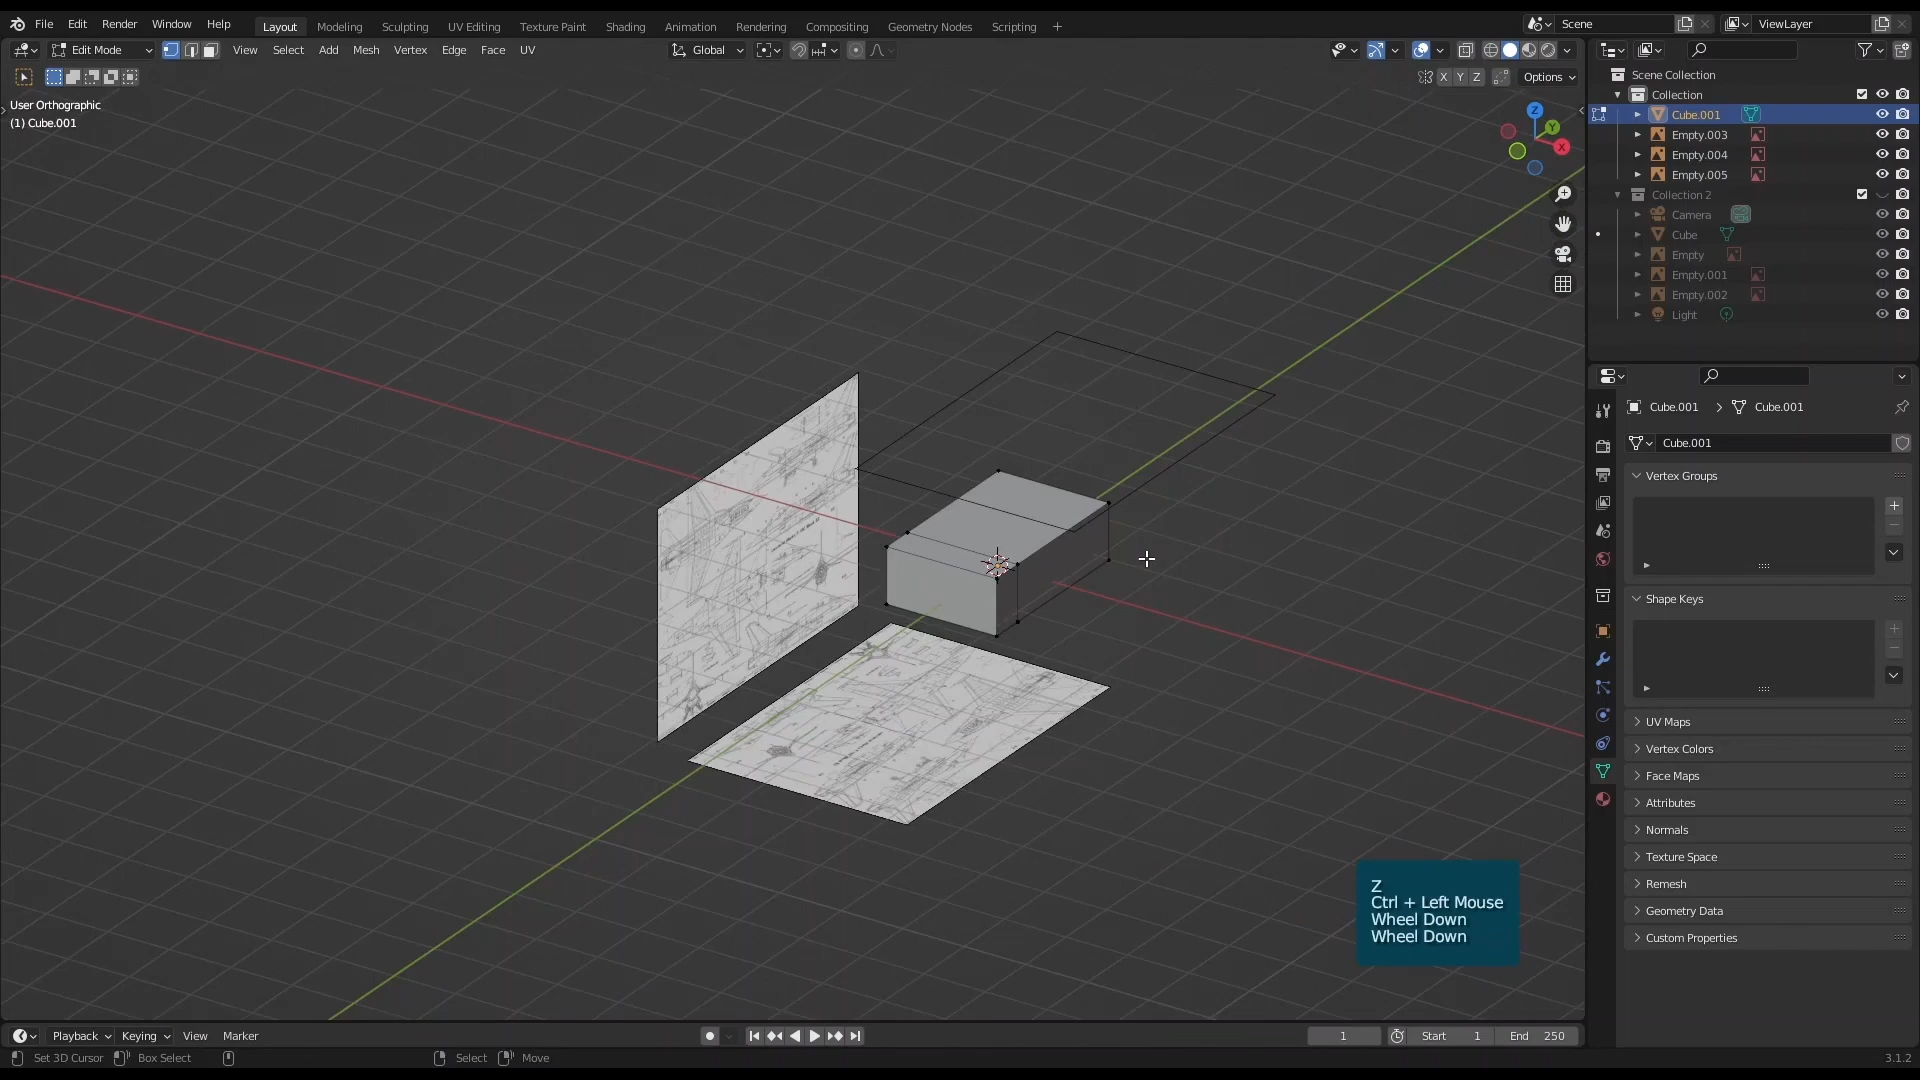 File Edit Render Window Help Layout Modeling Sculpting UV Editing Texture Paint Shading Animation Rendering Compositing Geometry Nodes Scripting + Scene ViewLayer
Edit Mode View Select Add Mesh Vertex Edge Face UV Global
X Y Z Options
User Orthographic
(1) Cube.001
Z
Y
X
Scene Collection
Collection
Cube.001
Empty.003
Empty.004
Empty.005
Collection 2
Camera
Cube
Empty
Empty.001
Empty.002
Light
Cube.001 > Cube.001
Cube.001
Vertex Groups
Shape Keys
UV Maps
Vertex Colors
Face Maps
Attributes
Normals
Texture Space
Remesh
Geometry Data
Custom Properties
Z
Ctrl + Left Mouse
Wheel Down
Wheel Down
Playback Keying View Marker 1 Start 1 End 250
Set 3D Cursor Box Select Select Move 3.1.2